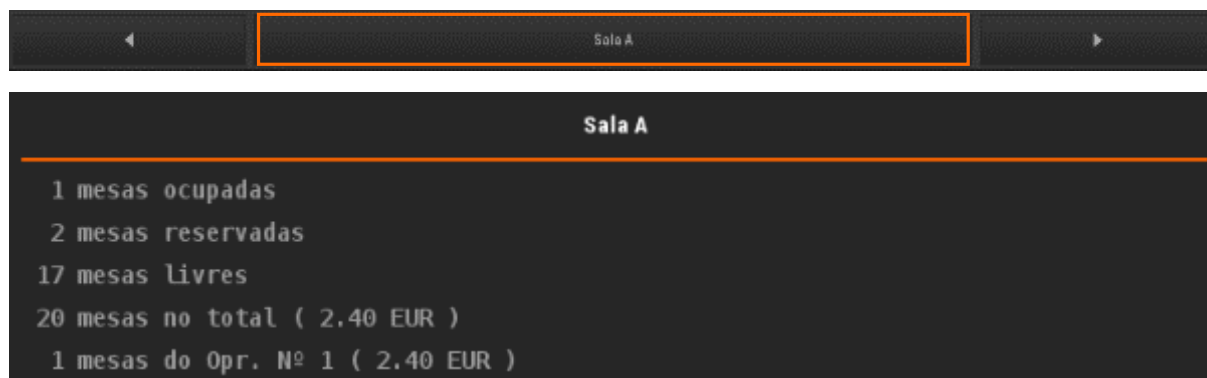 Sala A
Sala A
1 mesas ocupadas
2 mesas reservadas
17 mesas livres
20 mesas no total ( 2.40 EUR )
1 mesas do Opr. Nº 1 ( 2.40 EUR )